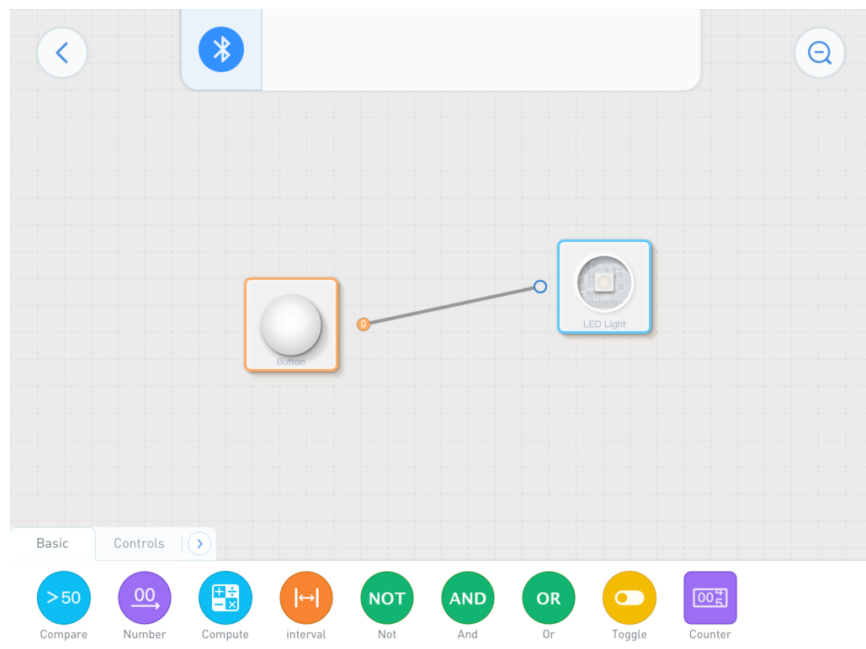 LED Light
0
Button
Basic
Controls
>50
00
NOT
AND
OR
Compare
Number
Compute
interval
Not
And
Or
Toggle
Counter